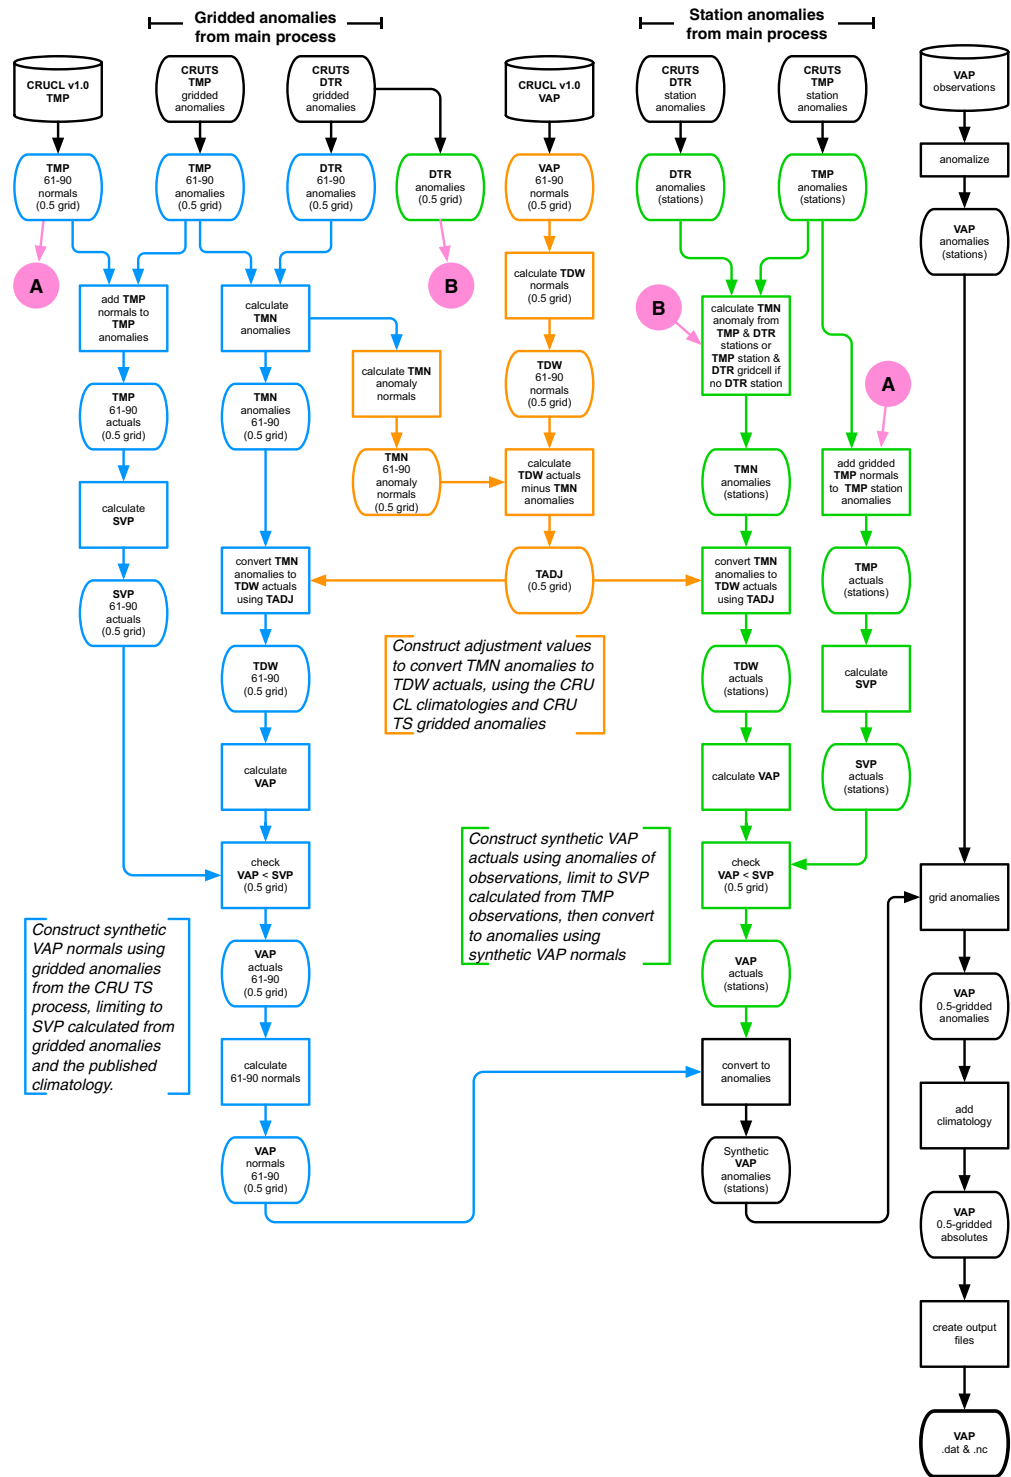 Gridded anomalies
from main process
Station anomalies
from main process
CRUCL v1.0
TMP
CRUTS
TMP
gridded
anomalies
CRUTS
DTR
gridded
anomalies
CRUCL v1.0
VAP
CRUTS
DTR
station
anomalies
CRUTS
TMP
station
anomalies
VAP
observations
anomalize
TMP
61-90
normals
(0.5 grid)
TMP
61-90
anomalies
(0.5 grid)
DTR
61-90
anomalies
(0.5 grid)
DTR
anomalies
(0.5 grid)
VAP
61-90
normals
(0.5 grid)
DTR
anomalies
(stations)
TMP
anomalies
(stations)
VAP
anomalies
(stations)
A
B
add TMP
normals to
TMP
anomalies
calculate
TMN
anomalies
calculate TDW
normals
(0.5 grid)
B
calculate TMN
anomaly from
TMP & DTR
stations or
TMP station &
DTR gridcell if
no DTR station
A
calculate TMN
anomaly
normals
TDW
61-90
normals
(0.5 grid)
TMP
61-90
actuals
(0.5 grid)
TMN
anomalies
61-90
(0.5 grid)
TMN
61-90
anomaly
normals
(0.5 grid)
calculate
TDW actuals
minus TMN
anomalies
TMN
anomalies
(stations)
add gridded
TMP normals
to TMP station
anomalies
calculate
SVP
convert TMN
anomalies to
TDW actuals
using TADJ
TADJ
(0.5 grid)
convert TMN
anomalies to
TDW actuals
using TADJ
TMP
actuals
(stations)
SVP
61-90
actuals
(0.5 grid)
Construct adjustment values
to convert TMN anomalies to
TDW actuals, using the CRU
CL climatologies and CRU
TS gridded anomalies
TDW
61-90
(0.5 grid)
TDW
actuals
(stations)
calculate
SVP
calculate
VAP
calculate VAP
SVP
actuals
(stations)
Construct synthetic VAP
actuals using anomalies of
observations, limit to SVP
calculated from TMP
observations, then convert
to anomalies using
synthetic VAP normals
check
VAP < SVP
(0.5 grid)
check
VAP < SVP
(0.5 grid)
grid anomalies
Construct synthetic
VAP normals using
gridded anomalies
from the CRU TS
process, limiting to
SVP calculated from
gridded anomalies
and the published
climatology.
VAP
actuals
61-90
(0.5 grid)
VAP
actuals
(stations)
VAP
0.5-gridded
anomalies
calculate
61-90 normals
convert to
anomalies
add
climatology
VAP
normals
61-90
(0.5 grid)
Synthetic
VAP
anomalies
(stations)
VAP
0.5-gridded
absolutes
create output
files
VAP
.dat & .nc